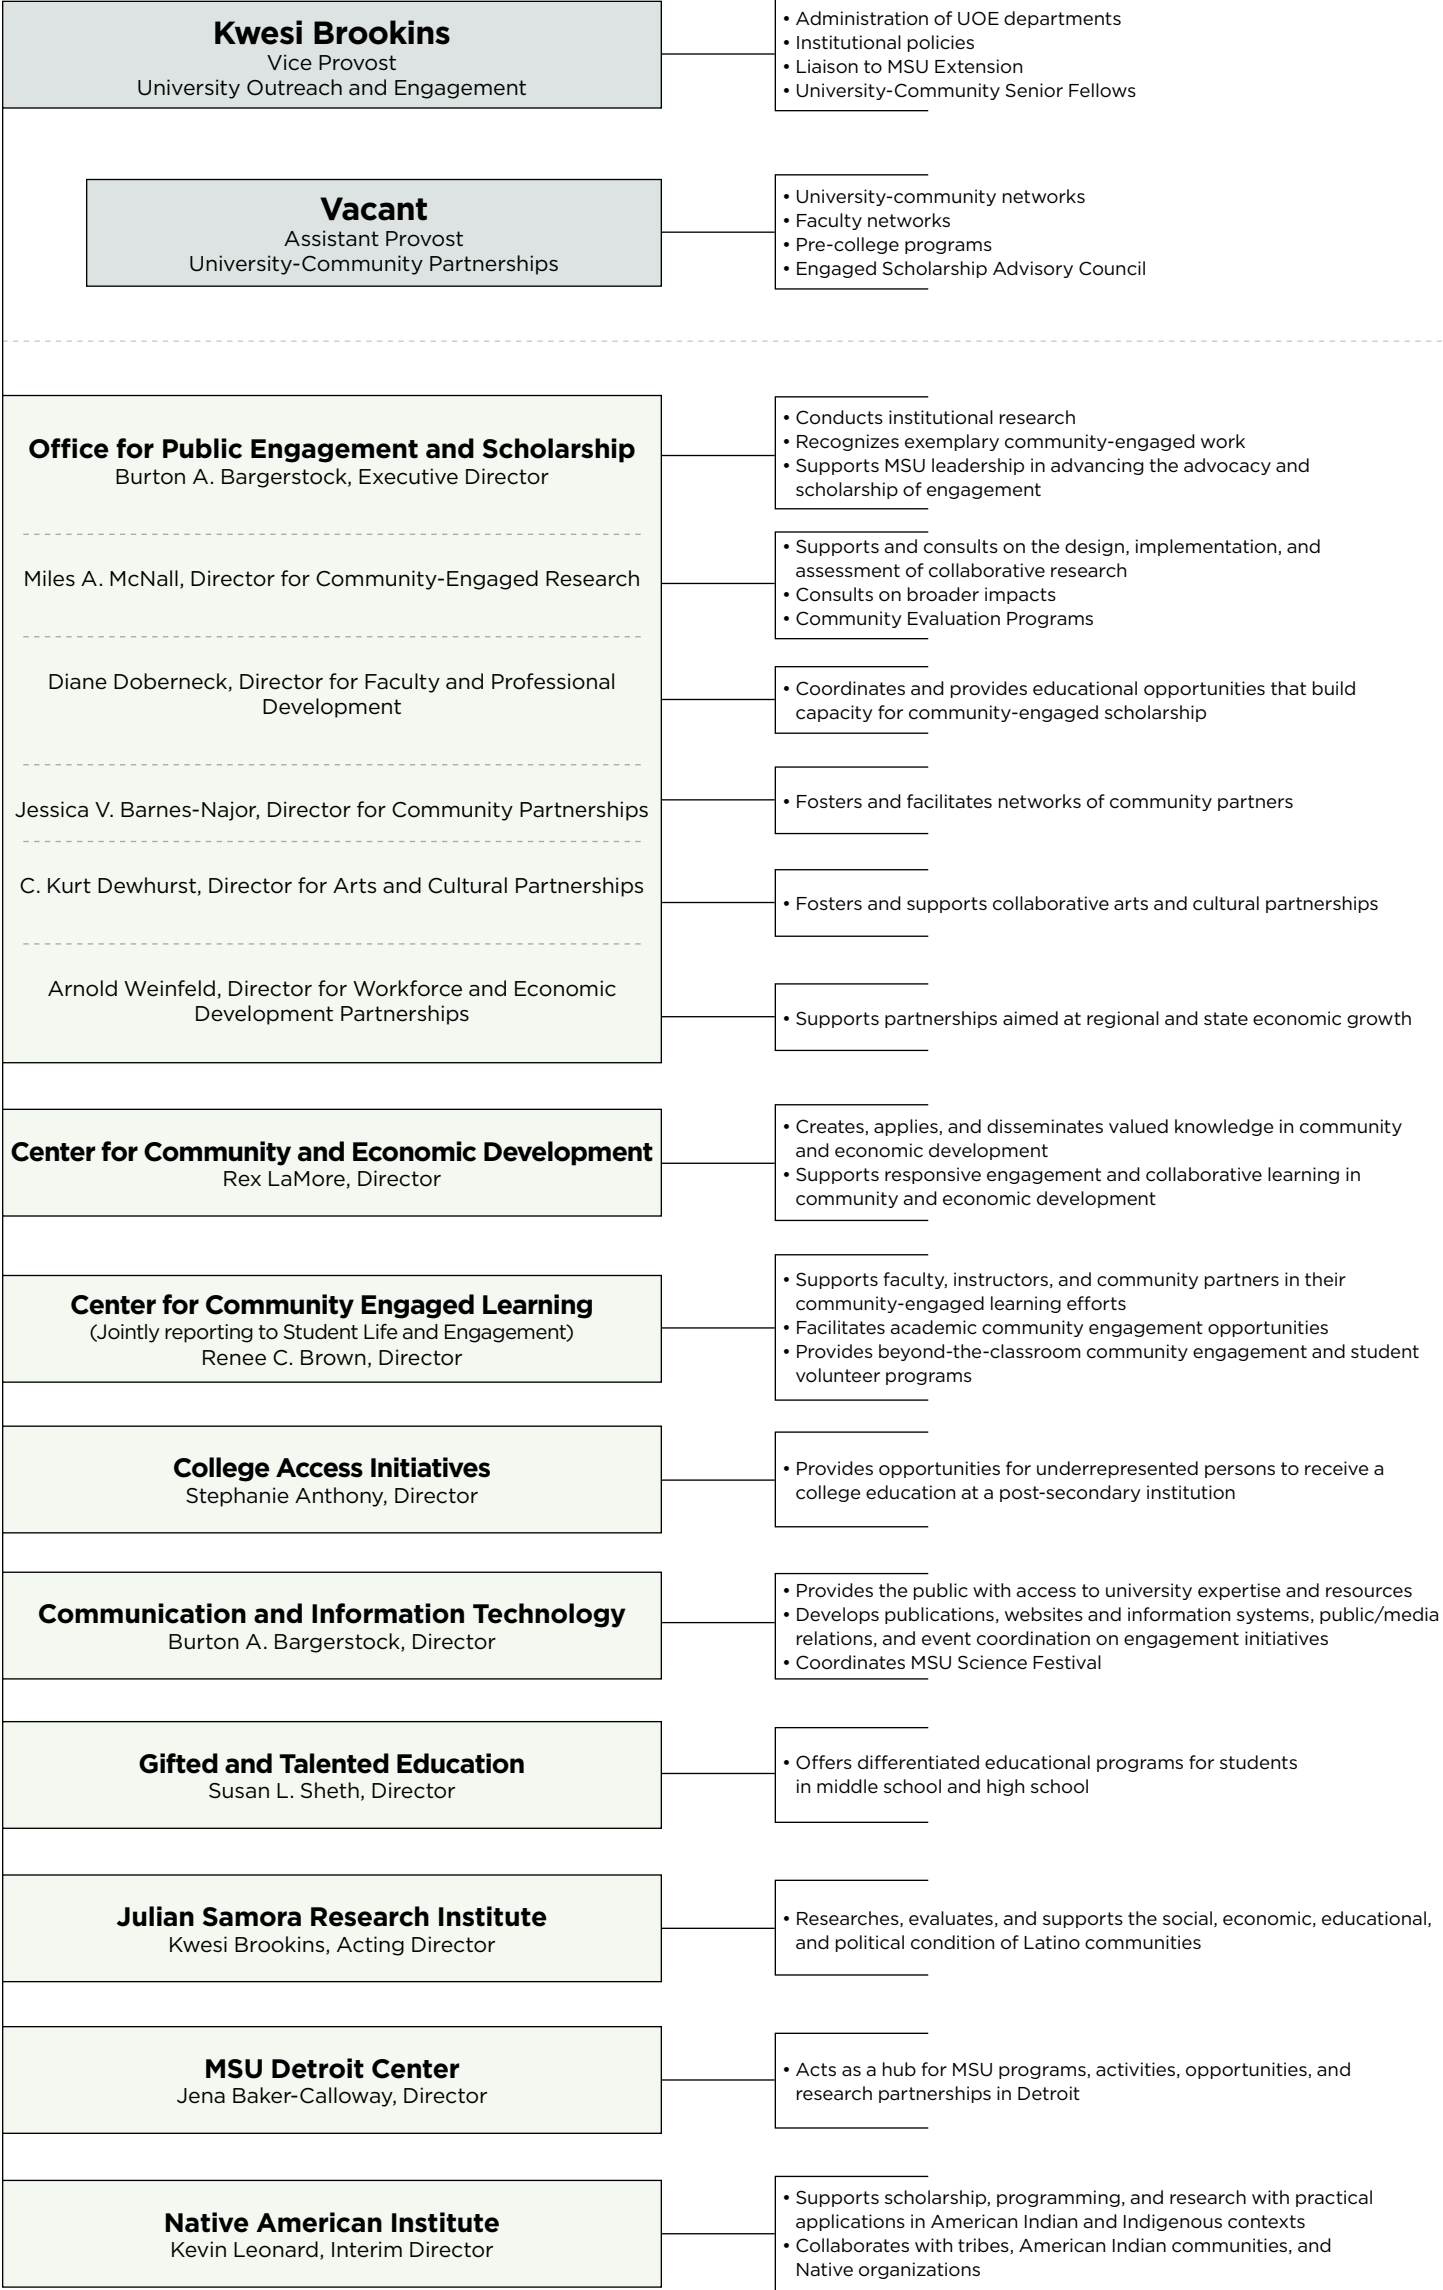 Kwesi Brookins
Vice Provost
University Outreach and Engagement
• Administration of UOE departments
• Institutional policies
• Liaison to MSU Extension
• University-Community Senior Fellows
Vacant
Assistant Provost
University-Community Partnerships
• University-community networks
• Faculty networks
• Pre-college programs
• Engaged Scholarship Advisory Council
Office for Public Engagement and Scholarship
Burton A. Bargerstock, Executive Director
• Conducts institutional research
• Recognizes exemplary community-engaged work
• Supports MSU leadership in advancing the advocacy and
scholarship of engagement
Miles A. McNall, Director for Community-Engaged Research
• Supports and consults on the design, implementation, and
assessment of collaborative research
• Consults on broader impacts
• Community Evaluation Programs
Diane Doberneck, Director for Faculty and Professional
Development
• Coordinates and provides educational opportunities that build
capacity for community-engaged scholarship
Jessica V. Barnes-Najor, Director for Community Partnerships
• Fosters and facilitates networks of community partners
C. Kurt Dewhurst, Director for Arts and Cultural Partnerships
• Fosters and supports collaborative arts and cultural partnerships
Arnold Weinfeld, Director for Workforce and Economic
Development Partnerships
• Supports partnerships aimed at regional and state economic growth
Center for Community and Economic Development
Rex LaMore, Director
• Creates, applies, and disseminates valued knowledge in community
and economic development
• Supports responsive engagement and collaborative learning in
community and economic development
Center for Community Engaged Learning
(Jointly reporting to Student Life and Engagement)
Renee C. Brown, Director
• Supports faculty, instructors, and community partners in their
community-engaged learning efforts
• Facilitates academic community engagement opportunities
• Provides beyond-the-classroom community engagement and student
volunteer programs
College Access Initiatives
Stephanie Anthony, Director
• Provides opportunities for underrepresented persons to receive a
college education at a post-secondary institution
Communication and Information Technology
Burton A. Bargerstock, Director
• Provides the public with access to university expertise and resources
• Develops publications, websites and information systems, public/media
relations, and event coordination on engagement initiatives
• Coordinates MSU Science Festival
Gifted and Talented Education
Susan L. Sheth, Director
• Offers differentiated educational programs for students
in middle school and high school
Julian Samora Research Institute
Kwesi Brookins, Acting Director
• Researches, evaluates, and supports the social, economic, educational,
and political condition of Latino communities
MSU Detroit Center
Jena Baker-Calloway, Director
• Acts as a hub for MSU programs, activities, opportunities, and
research partnerships in Detroit
Native American Institute
Kevin Leonard, Interim Director
• Supports scholarship, programming, and research with practical
applications in American Indian and Indigenous contexts
• Collaborates with tribes, American Indian communities, and
Native organizations